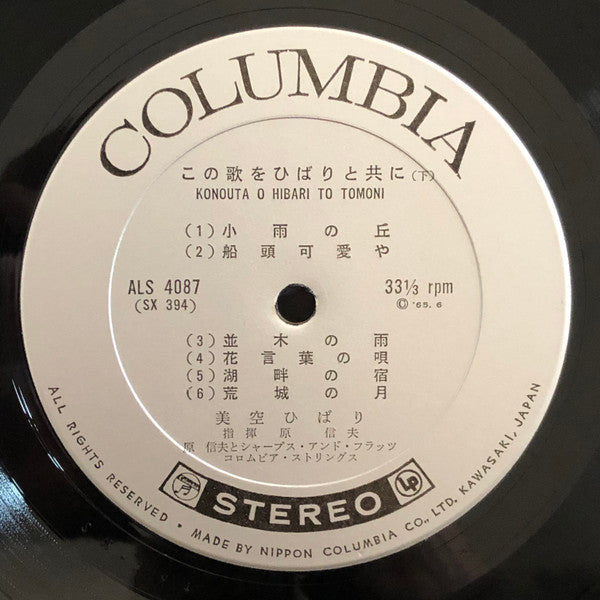 COLUMBIA
この歌をひばりと共に(下)
KONOUTA O HIBARI TO TOMONI
(1)小雨の丘
(2)船頭可愛や
ALS 4087
(SX 394)
33⅓ rpm
©'65.6
(3)並木の雨
(4)花言葉の唄
(5)湖畔の宿
(6)荒城の月
美空ひばり
指揮 原信夫
原 信夫とシャープス・アンド・フラッツ
コロムビア・ストリングス
STEREO
Lp
ALL RIGHTS RESERVED · MADE BY NIPPON COLUMBIA CO., LTD. KAWASAKI, JAPAN